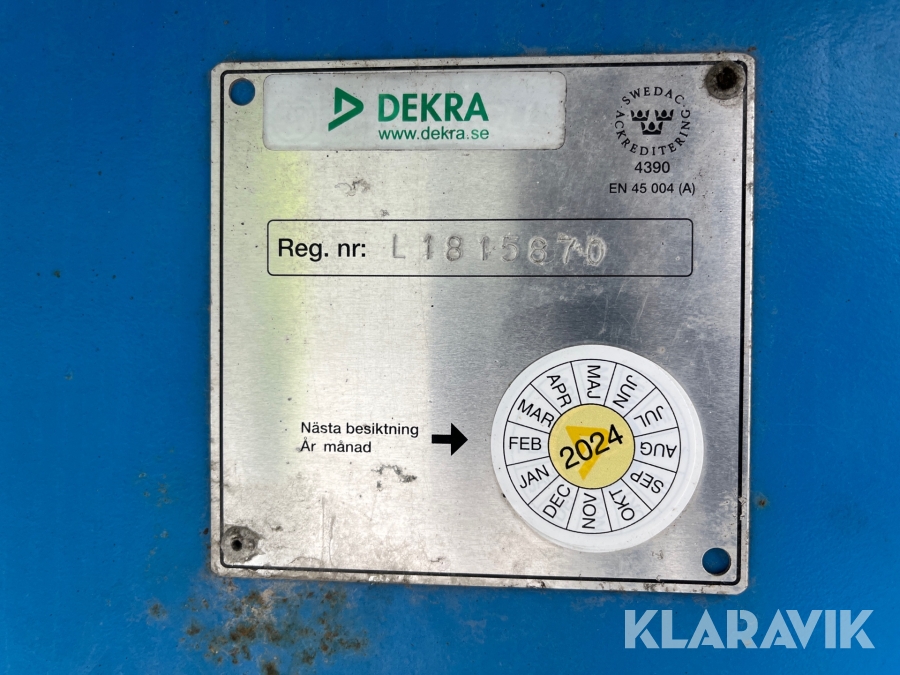 DEKRA
www.dekra.se
SWEDAC
ACKREDITERING
4390
EN 45 004 (A)
Reg. nr: L1815870
Nästa besiktning
År månad
JAN
FEB
MAR
APR
MAJ
JUN
JUL
AUG
SEP
OKT
NOV
DEC
2024
KLARAVIK